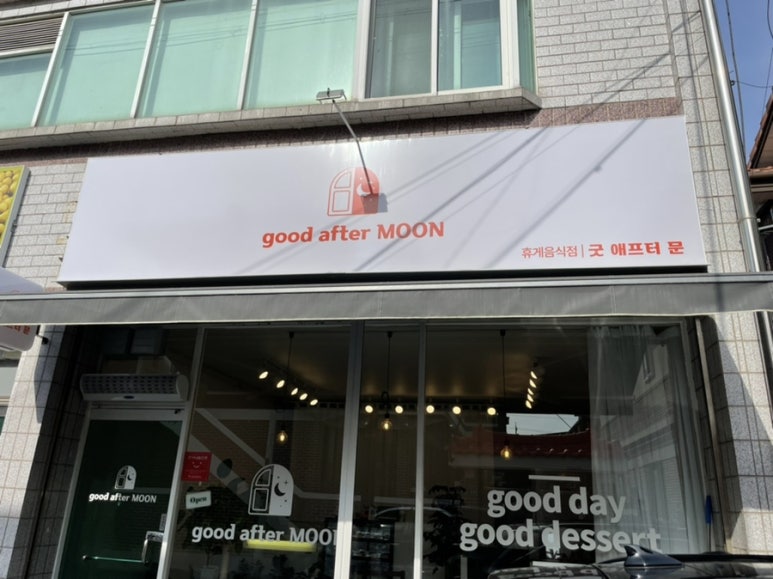 good after MOON
휴게음식점 | 굿 애프터 문
good after MOON
Open
good after MOON
good day
good dessert